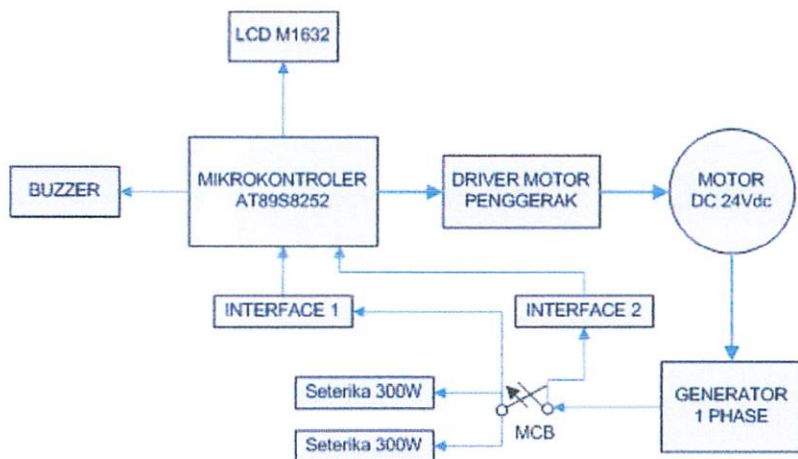 LCD M1632
BUZZER
MIKROKONTROLER
AT89S8252
DRIVER MOTOR
PENGGERAK
MOTOR
DC 24Vdc
INTERFACE 1
INTERFACE 2
Seterika 300W
Seterika 300W
MCB
GENERATOR
1 PHASE